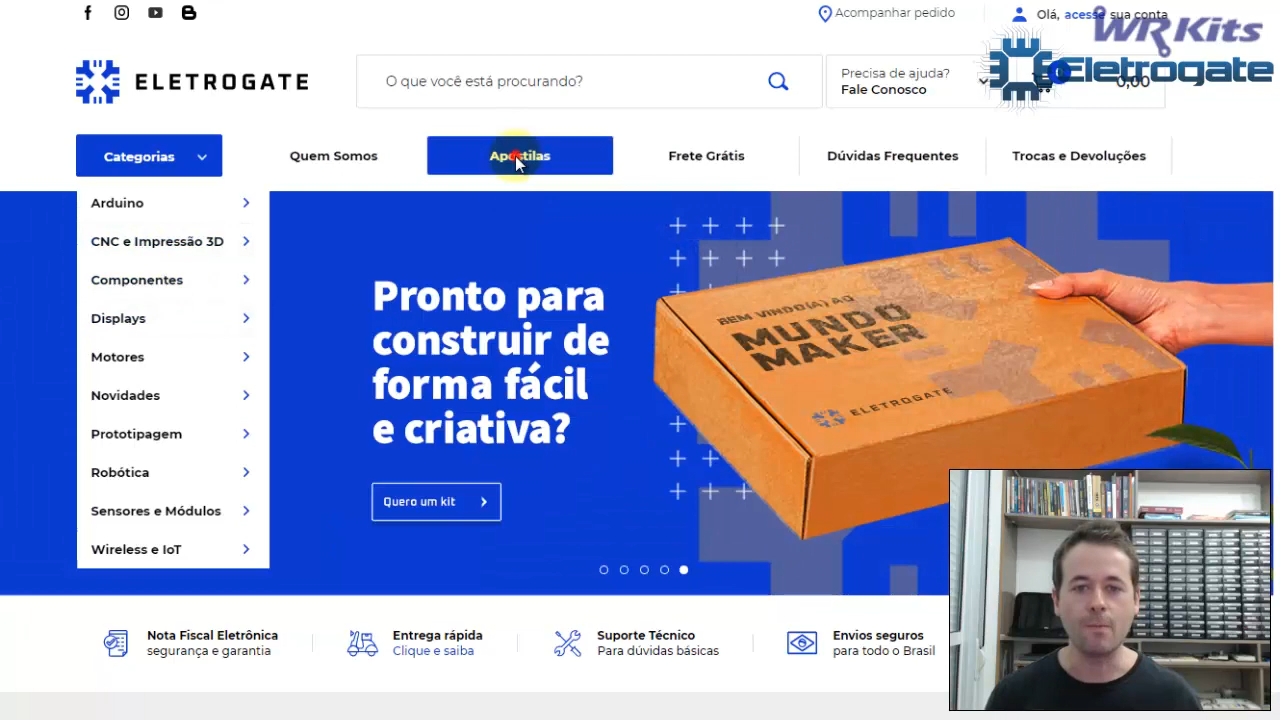 Acompanhar pedido
Olá, acesse sua conta
WR Kits
ELETROGATE
O que você está procurando?
Precisa de ajuda?
Fale Conosco
Eletrogate
0,00
Categorias
Quem Somos
Apostilas
Frete Grátis
Dúvidas Frequentes
Trocas e Devoluções
Arduino
CNC e Impressão 3D
Componentes
Displays
Motores
Novidades
Prototipagem
Robótica
Sensores e Módulos
Wireless e IoT
Pronto para
construir de
forma fácil
e criativa?
Quero um kit
BEM VINDO(A) AO
MUNDO
MAKER
ELETROGATE
Nota Fiscal Eletrônica
segurança e garantia
Entrega rápida
Clique e saiba
Suporte Técnico
Para dúvidas básicas
Envios seguros
para todo o Brasil